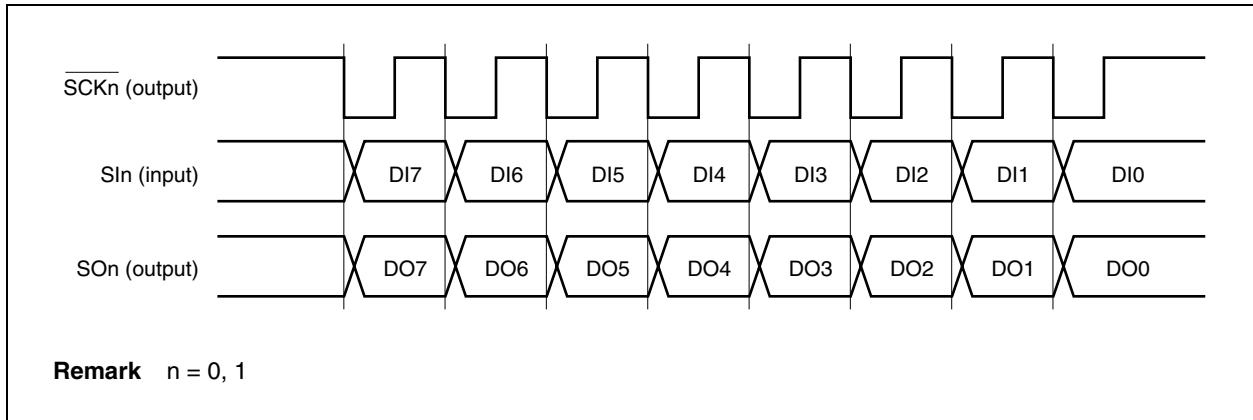 SCKn (output)
SIn (input) DI7 DI6 DI5 DI4 DI3 DI2 DI1 DI0
SOn (output) DO7 DO6 DO5 DO4 DO3 DO2 DO1 DO0
Remark n = 0, 1